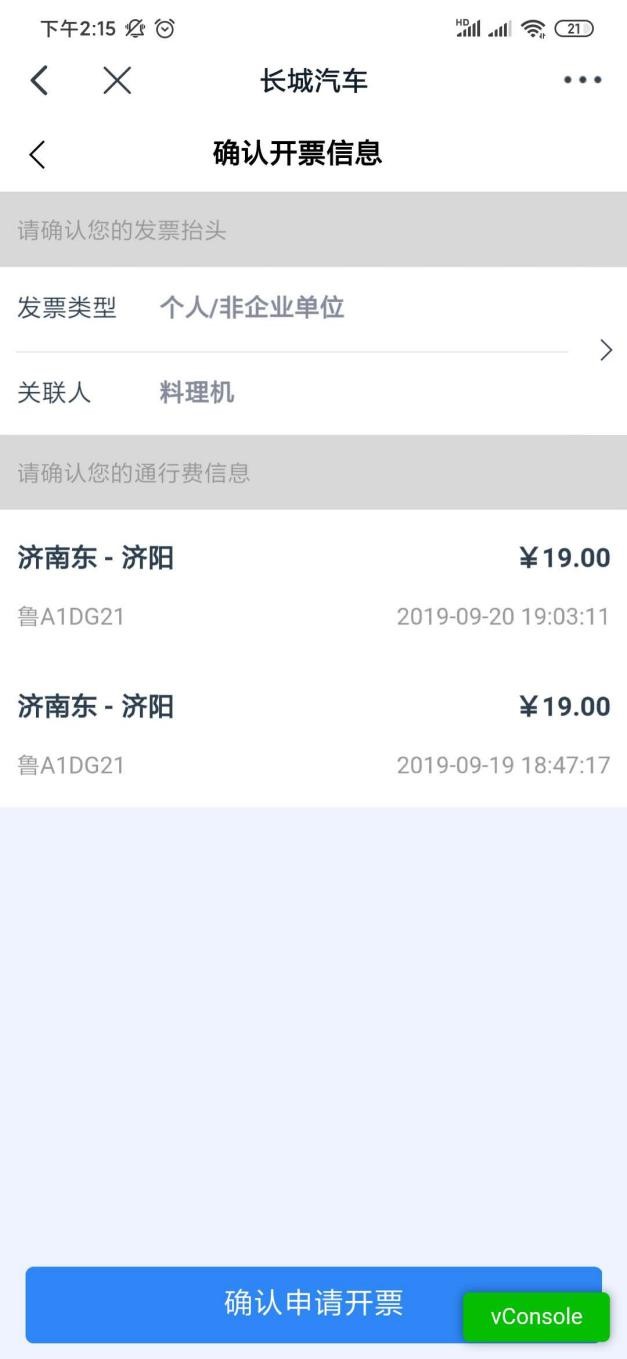 下午2:15 HD 21
长城汽车
确认开票信息
请确认您的发票抬头
发票类型 个人/非企业单位
关联人 料理机
请确认您的通行费信息
济南东 - 济阳 ￥19.00
鲁A1DG21 2019-09-20 19:03:11
济南东 - 济阳 ￥19.00
鲁A1DG21 2019-09-19 18:47:17
确认申请开票
vConsole